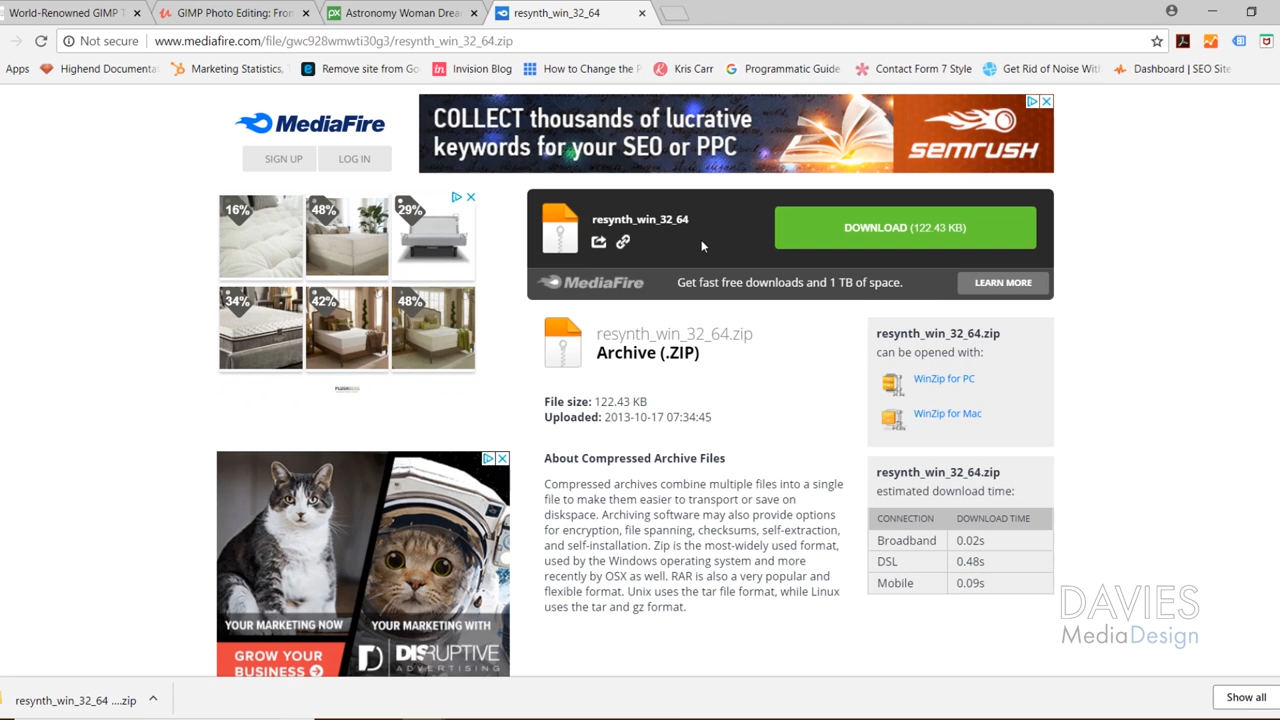 World-Renowned GIMP T
GIMP Photo Editing: Fron
Astronomy Woman Drea
resynth_win_32_64
Not secure
www.mediafire.com/file/gwc928wmwti30g3/resynth_win_32_64.zip
Apps
Highend Documenta
Marketing Statistics,
Remove site from Go
Invision Blog
How to Change the P
Kris Carr
Programmatic Guide
Contact Form 7 Style
Get Rid of Noise With
Dashboard | SEO Site
MediaFire
SIGN UP
LOG IN
COLLECT thousands of lucrative
keywords for your SEO or PPC
SEMRUSH
16%
48%
29%
34%
42%
48%
resynth_win_32_64
DOWNLOAD (122.43 KB)
MediaFire
Get fast free downloads and 1 TB of space.
LEARN MORE
resynth_win_32_64.zip
Archive (.ZIP)
File size: 122.43 KB
Uploaded: 2013-10-17 07:34:45
About Compressed Archive Files
Compressed archives combine multiple files into a single
file to make them easier to transport or save on
diskspace. Archiving software may also provide options
for encryption, file spanning, checksums, self-extraction,
and self-installation. Zip is the most-widely used format,
used by the Windows operating system and more
recently by OSX as well. RAR is also a very popular and
flexible format. Unix uses the tar file format, while Linux
uses the tar and gz format.
resynth_win_32_64.zip
can be opened with:
WinZip for PC
WinZip for Mac
resynth_win_32_64.zip
estimated download time:
CONNECTION DOWNLOAD TIME
Broadband 0.02s
DSL 0.48s
Mobile 0.09s
YOUR MARKETING NOW
YOUR MARKETING WITH
GROW YOUR
BUSINESS
DISRUPTIVE
ADVERTISING
DAVIES
MediaDesign
resynth_win_32_64 ....zip
Show all